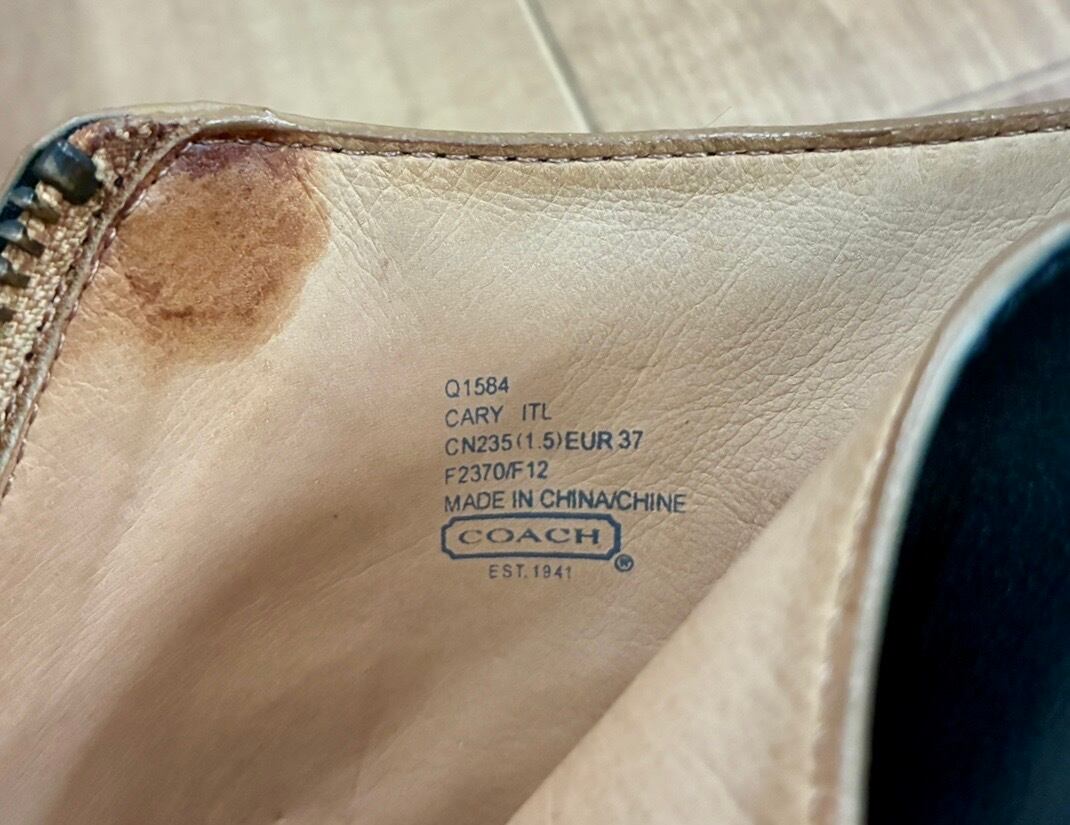 Q1584
CARY ITL
CN235(1.5)EUR 37
F2370/F12
MADE IN CHINA/CHINE
COACH®
EST. 1941